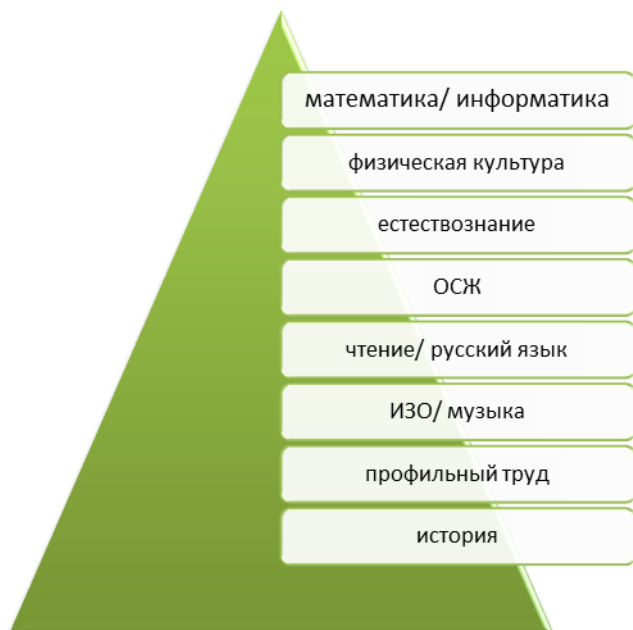 математика/ информатика
физическая культура
естествознание
ОСЖ
чтение/ русский язык
ИЗО/ музыка
профильный труд
история